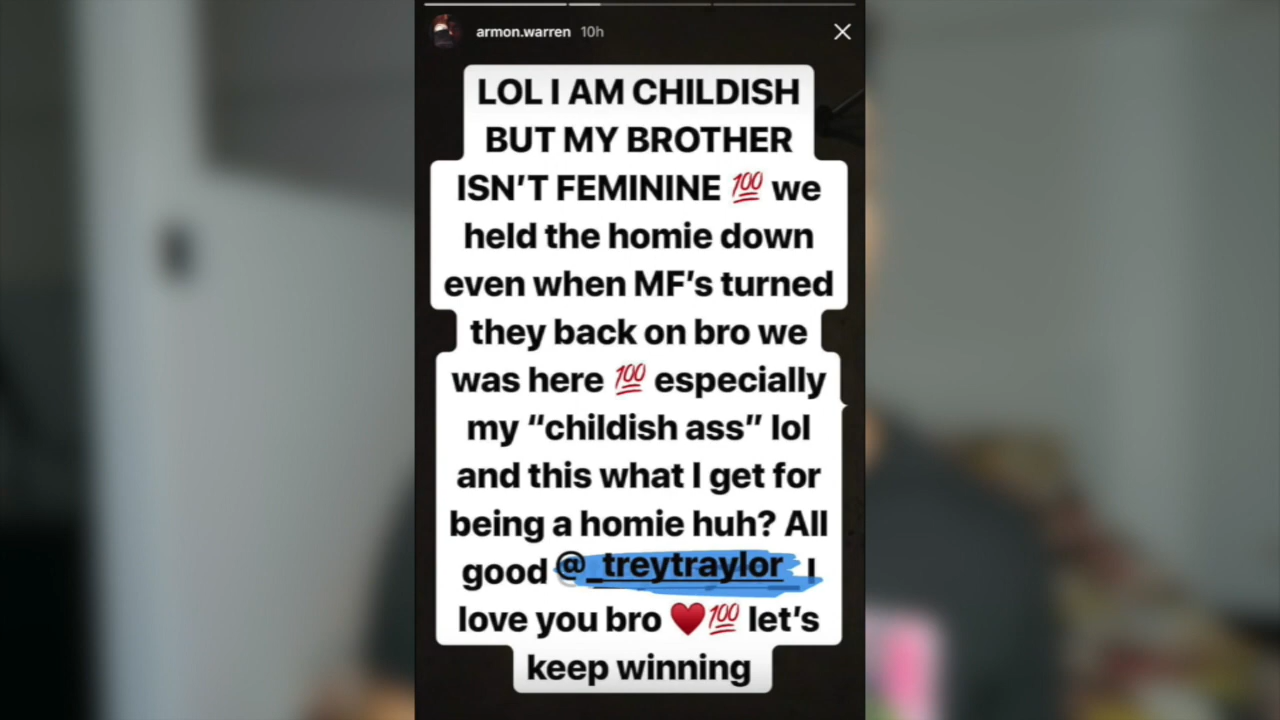 armon.warren 10h
LOL I AM CHILDISH
BUT MY BROTHER
ISN'T FEMININE 💯 we
held the homie down
even when MF's turned
they back on bro we
was here 💯 especially
my “childish ass” lol
and this what I get for
being a homie huh? All
good @_treytraylor_ I
love you bro ♥️💯 let's
keep winning